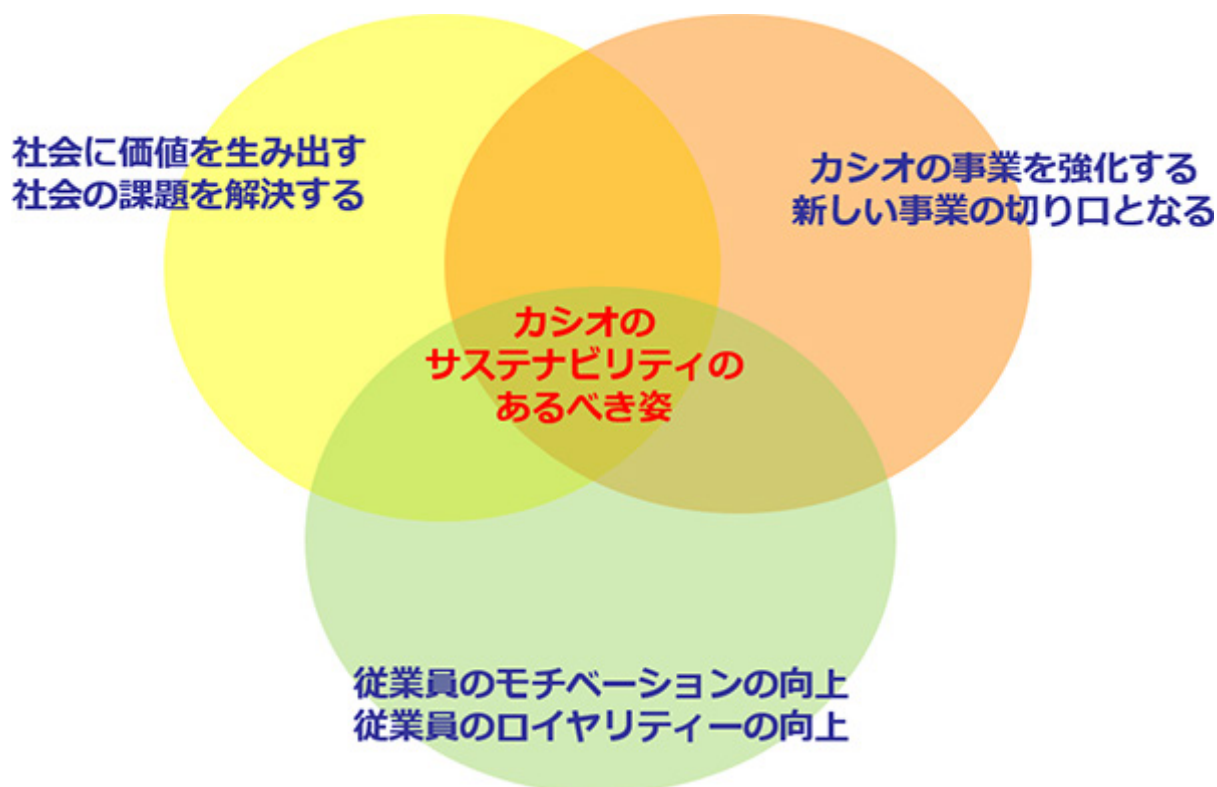 社会に価値を生み出す
社会の課題を解決する
カシオの事業を強化する
新しい事業の切り口となる
カシオの
サステナビリティの
あるべき姿
従業員のモチベーションの向上
従業員のロイヤリティーの向上